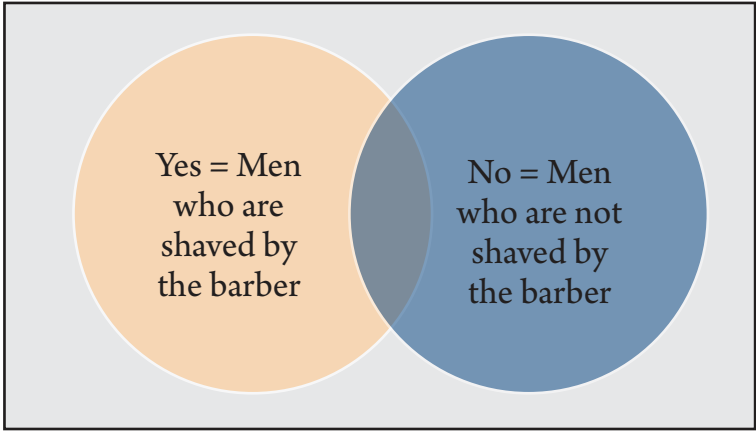 Yes = Men
who are
shaved by
the barber
No = Men
who are not
shaved by
the barber